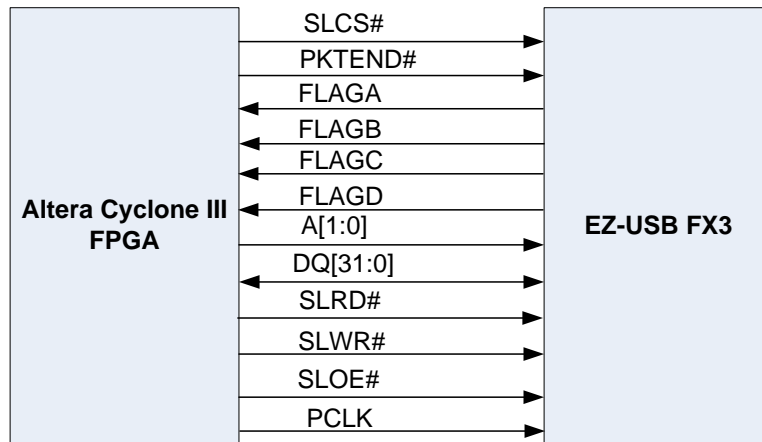 SLCS#
PKTEND#
FLAGA
FLAGB
FLAGC
FLAGD
Altera Cyclone III
FPGA
A[1:0]
EZ-USB FX3
DQ[31:0]
SLRD#
SLWR#
SLOE#
PCLK